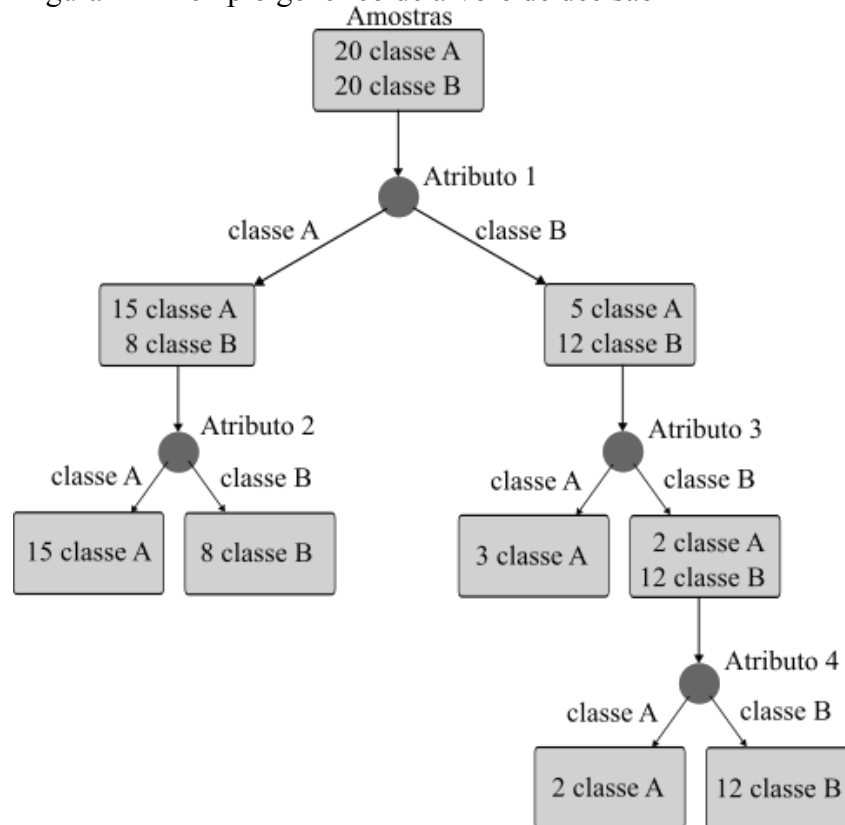 Amostras
20 classe A
20 classe B
Atributo 1
classe A
classe B
15 classe A
8 classe B
5 classe A
12 classe B
Atributo 2
Atributo 3
classe A
classe B
classe A
classe B
15 classe A
8 classe B
3 classe A
2 classe A
12 classe B
Atributo 4
classe A
classe B
2 classe A
12 classe B